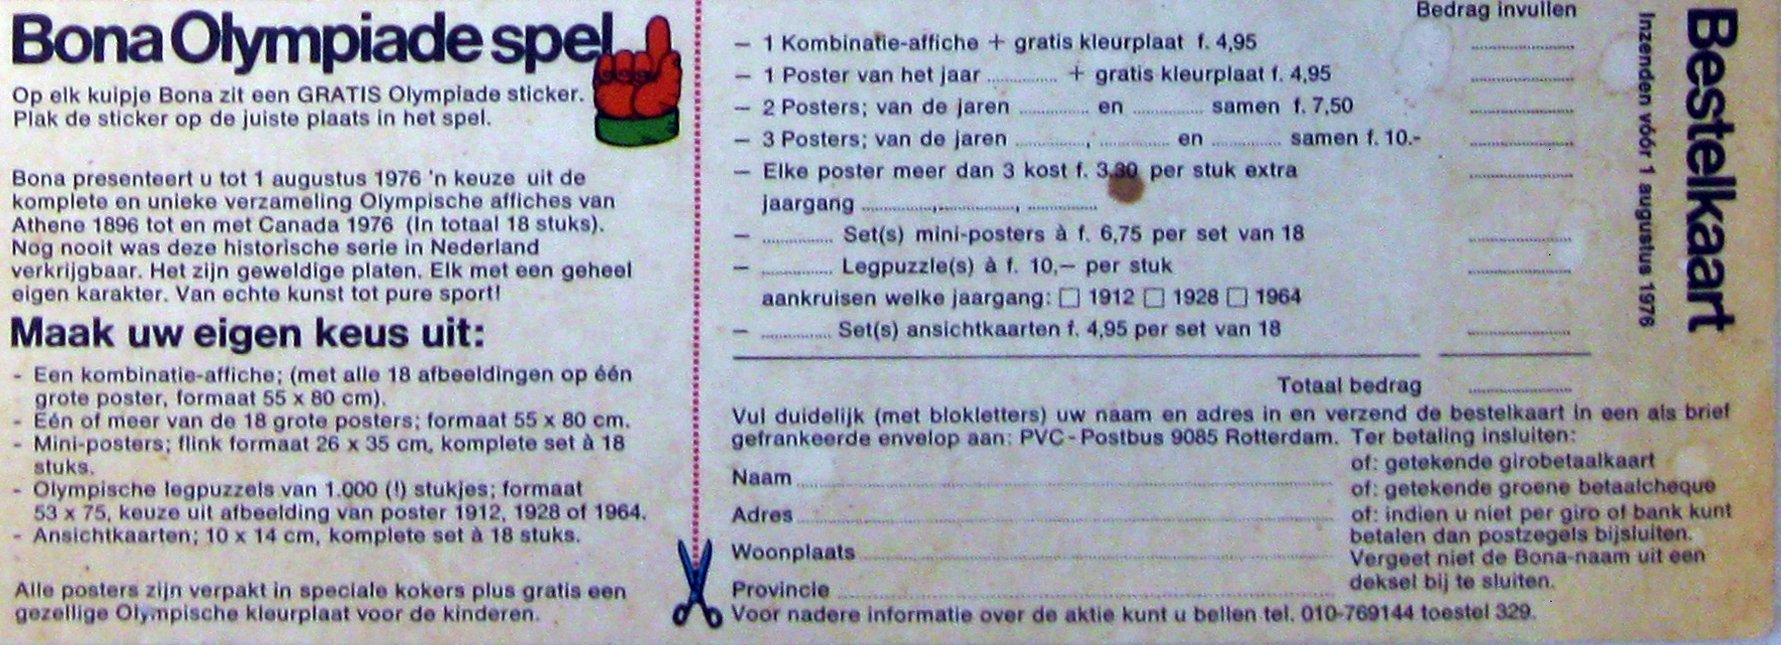 Bona Olympiade spel
Op elk kuipje Bona zit een GRATIS Olympiade sticker.
Plak de sticker op de juiste plaats in het spel.
Bona presenteert u tot 1 augustus 1976 'n keuze uit de
komplete en unieke verzameling Olympische affiches van
Athene 1896 tot en met Canada 1976 (In totaal 18 stuks).
Nog nooit was deze historische serie in Nederland
verkrijgbaar. Het zijn geweldige platen. Elk met een geheel
eigen karakter. Van echte kunst tot pure sport!
Maak uw eigen keus uit:
- Een kombinatie-affiche; (met alle 18 afbeeldingen op één
grote poster, formaat 55 x 80 cm).
- Eén of meer van de 18 grote posters; formaat 55 x 80 cm.
- Mini-posters; flink formaat 26 x 35 cm, komplete set à 18
stuks.
- Olympische legpuzzels van 1.000 (!) stukjes; formaat
53 x 75, keuze uit afbeelding van poster 1912, 1928 of 1964.
- Ansichtkaarten; 10 x 14 cm, komplete set à 18 stuks.
Alle posters zijn verpakt in speciale kokers plus gratis een
gezellige Olympische kleurplaat voor de kinderen.
Bedrag invullen
– 1 Kombinatie-affiche + gratis kleurplaat f. 4,95 ..............
– 1 Poster van het jaar .............. + gratis kleurplaat f. 4,95 ..............
– 2 Posters; van de jaren .............. en .............. samen f. 7,50 ..............
– 3 Posters; van de jaren .............., .............. en .............. samen f. 10.- ..............
– Elke poster meer dan 3 kost f. 3.30 per stuk extra ..............
jaargang .............., .............., ..............
– .............. Set(s) mini-posters à f. 6,75 per set van 18 ..............
– .............. Legpuzzle(s) à f. 10,– per stuk ..............
aankruisen welke jaargang: □ 1912 □ 1928 □ 1964
– .............. Set(s) ansichtkaarten f. 4,95 per set van 18 ..............
Totaal bedrag ..............
Vul duidelijk (met blokletters) uw naam en adres in en verzend de bestelkaart in een als brief
gefrankeerde envelop aan: PVC - Postbus 9085 Rotterdam. Ter betaling insluiten:
of: getekende girobetaalkaart
of: getekende groene betaalcheque
of: indien u niet per giro of bank kunt
betalen dan postzegels bijsluiten.
Vergeet niet de Bona-naam uit een
deksel bij te sluiten.
Naam ..............
Adres ..............
Woonplaats ..............
Provincie ..............
Voor nadere informatie over de aktie kunt u bellen tel. 010-769144 toestel 329.
Bestelkaart
Inzenden vóór 1 augustus 1976